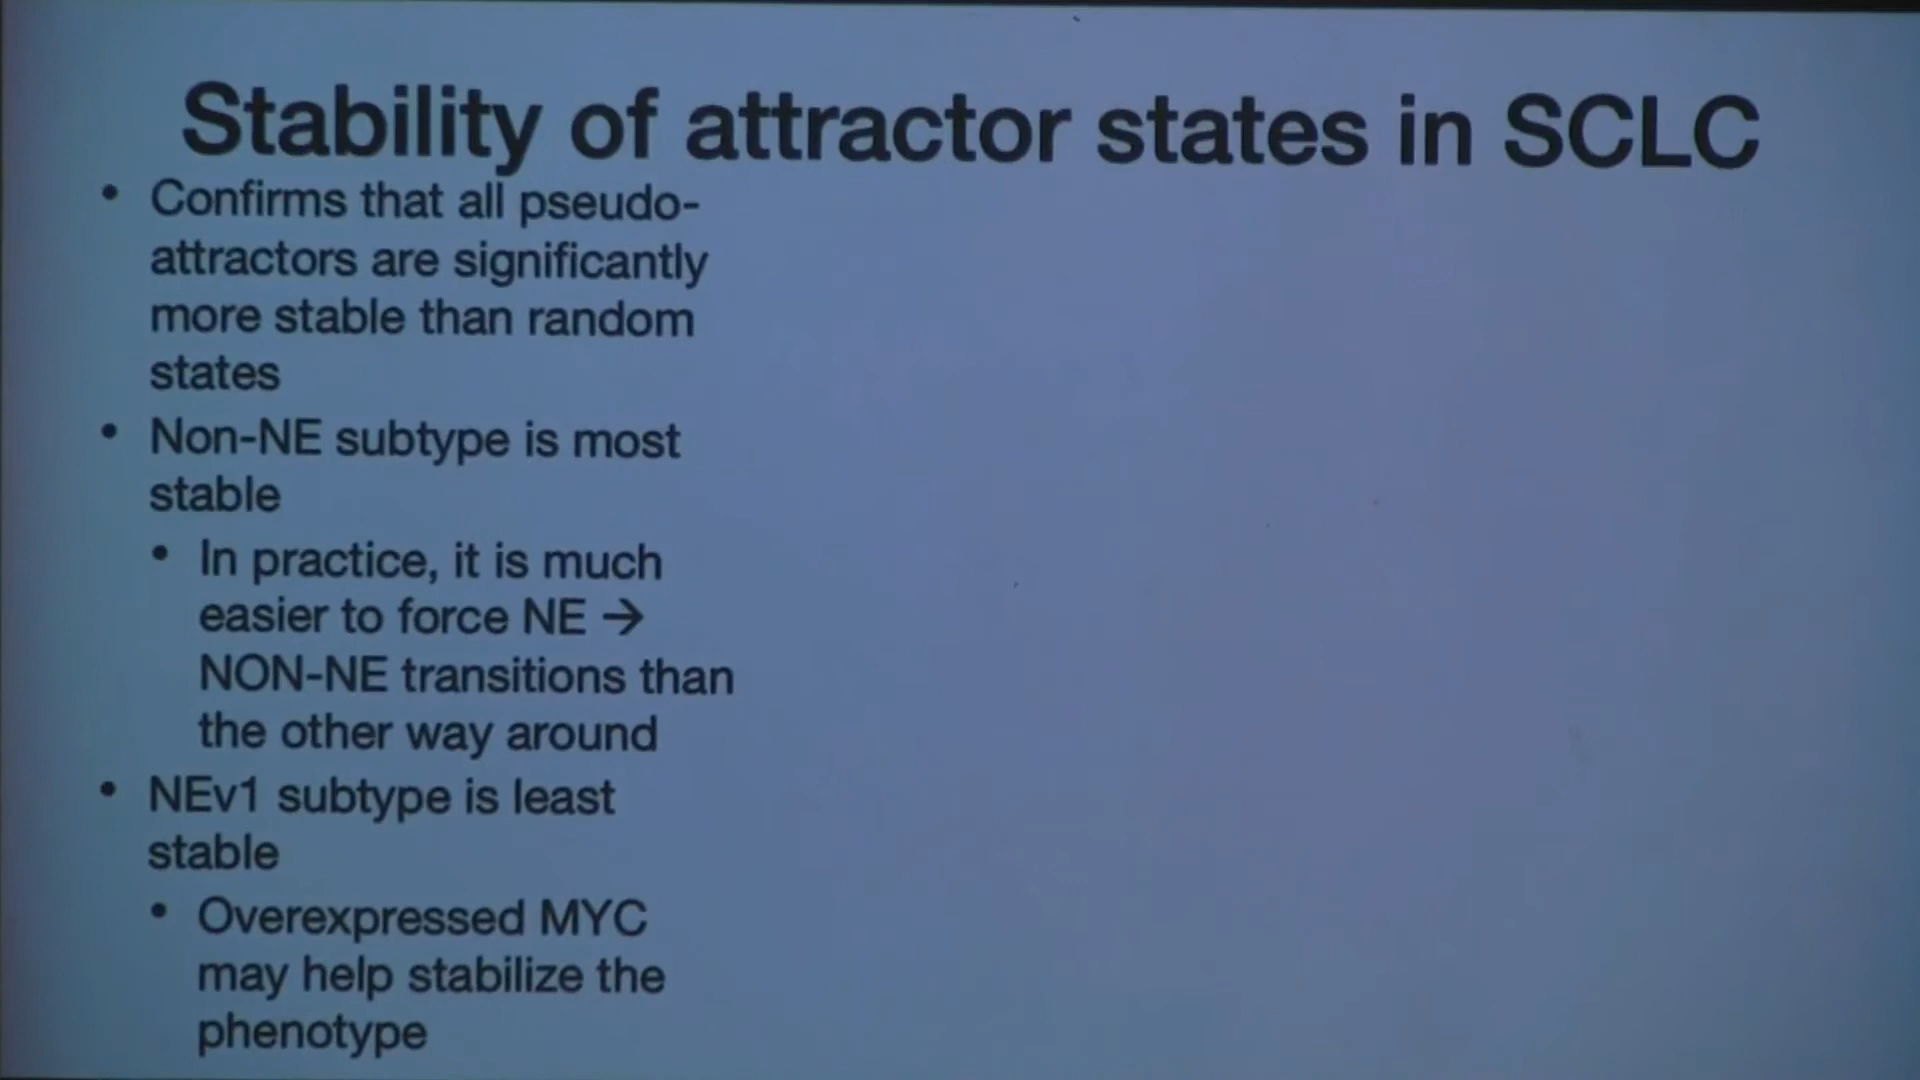 Stability of attractor states in SCLC
• Confirms that all pseudo-
attractors are significantly
more stable than random
states
• Non-NE subtype is most
stable
• In practice, it is much
easier to force NE →
NON-NE transitions than
the other way around
• NEv1 subtype is least
stable
• Overexpressed MYC
may help stabilize the
phenotype